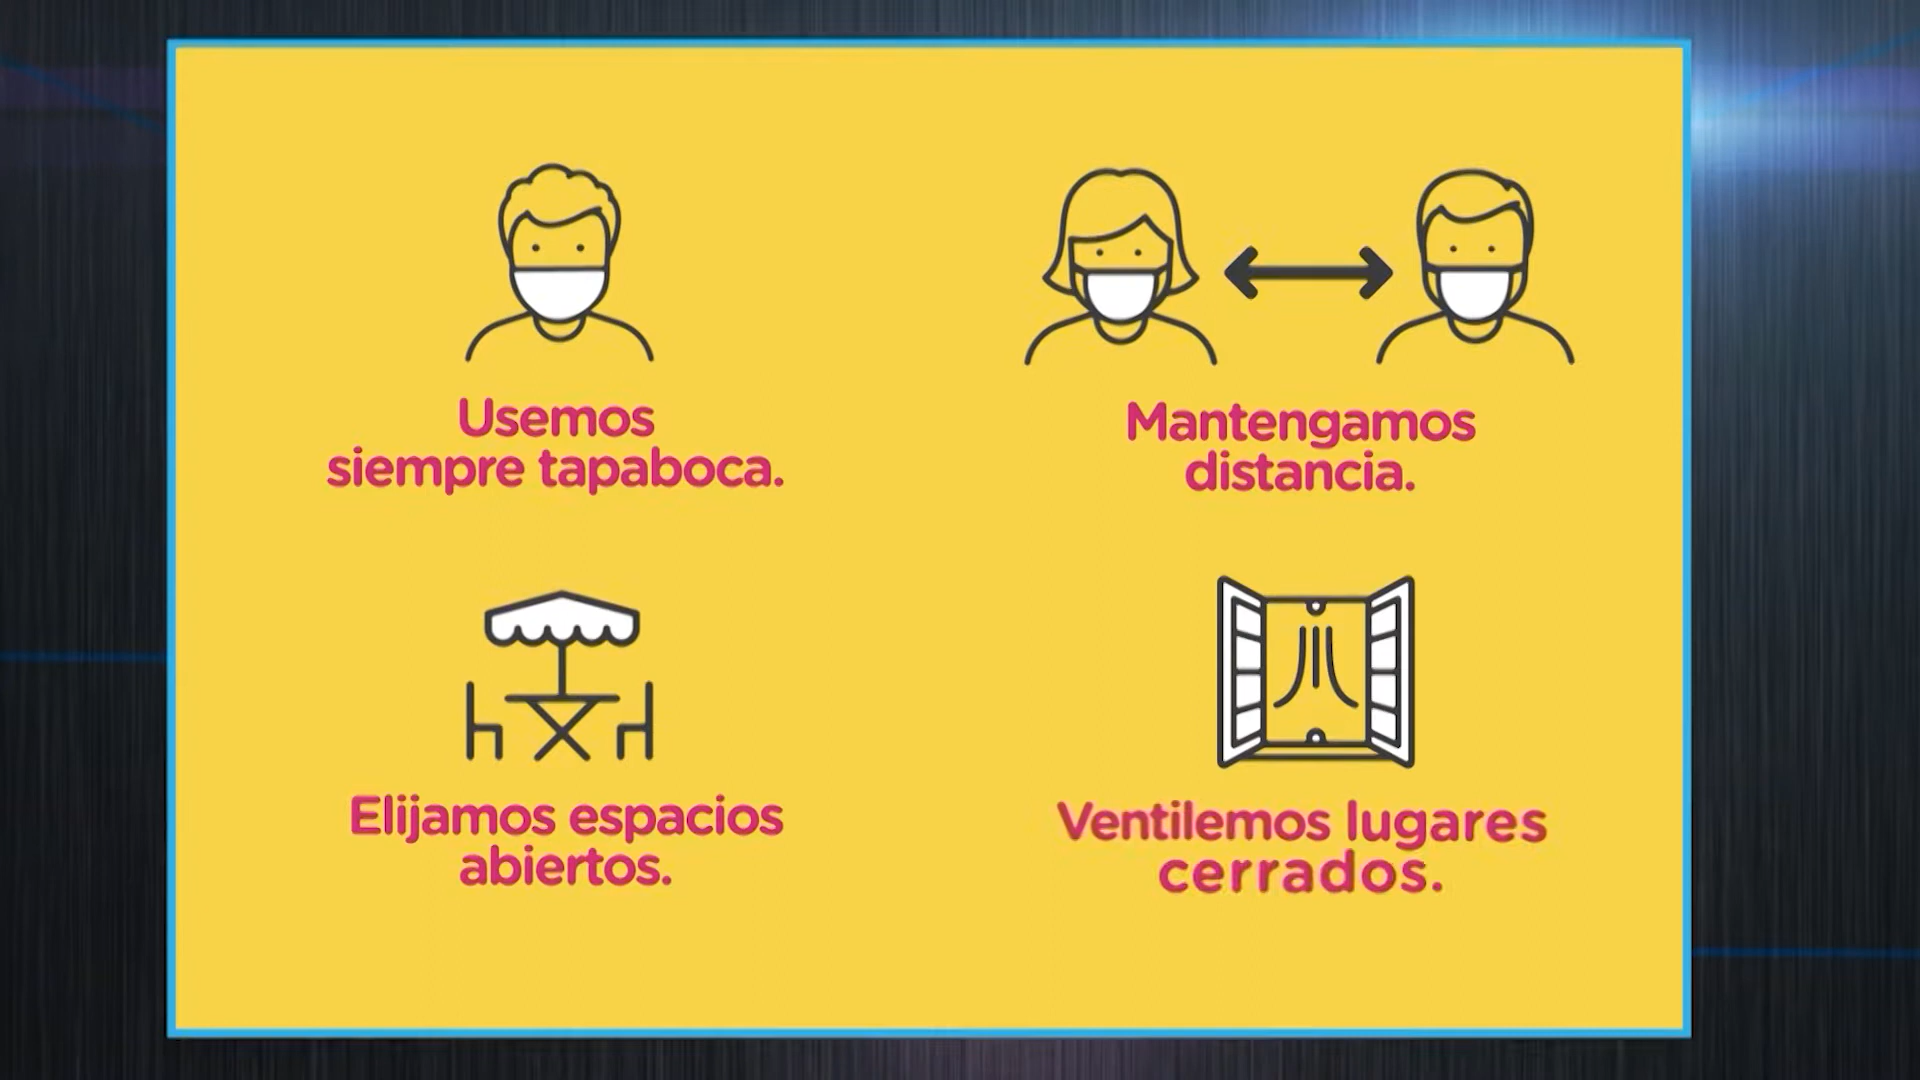 Usemos
siempre tapaboca.
Mantengamos
distancia.
Elijamos espacios
abiertos.
Ventilemos lugares
cerrados.